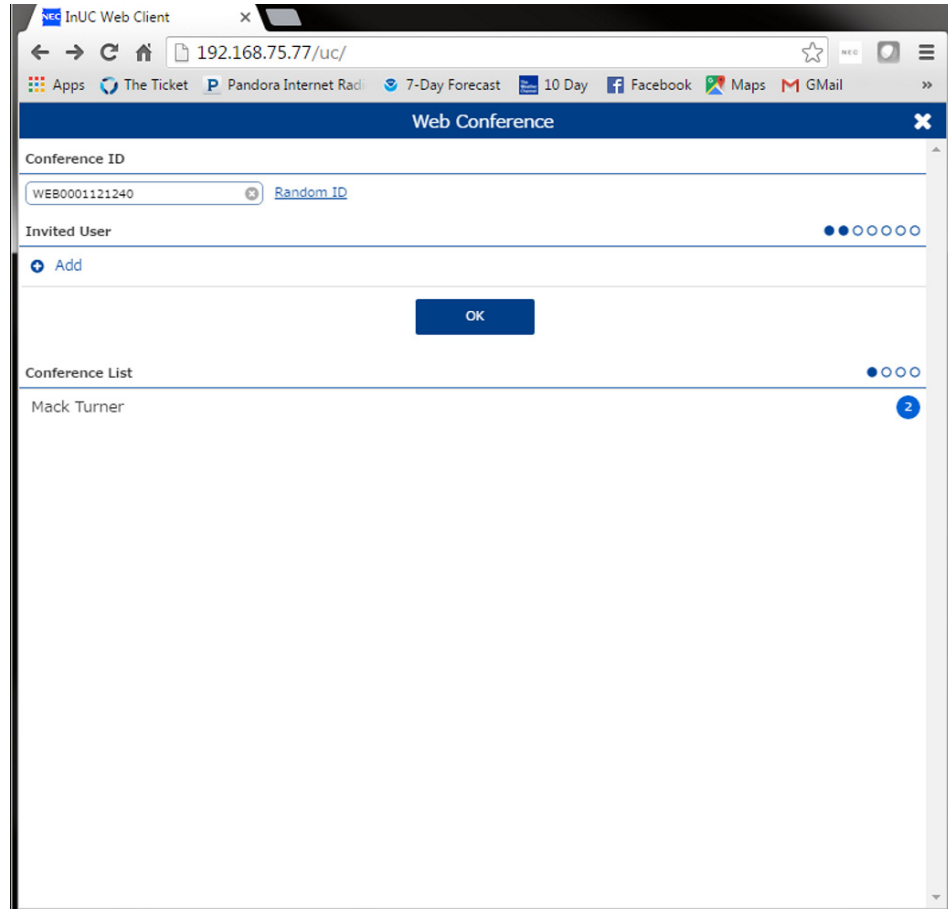 NEC InUC Web Client
192.168.75.77/uc/ NEC
Apps The Ticket P Pandora Internet Radi 7-Day Forecast 10 Day Facebook Maps GMail »
Web Conference
Conference ID
WEB0001121240 Random ID
Invited User
Add
OK
Conference List
Mack Turner 2